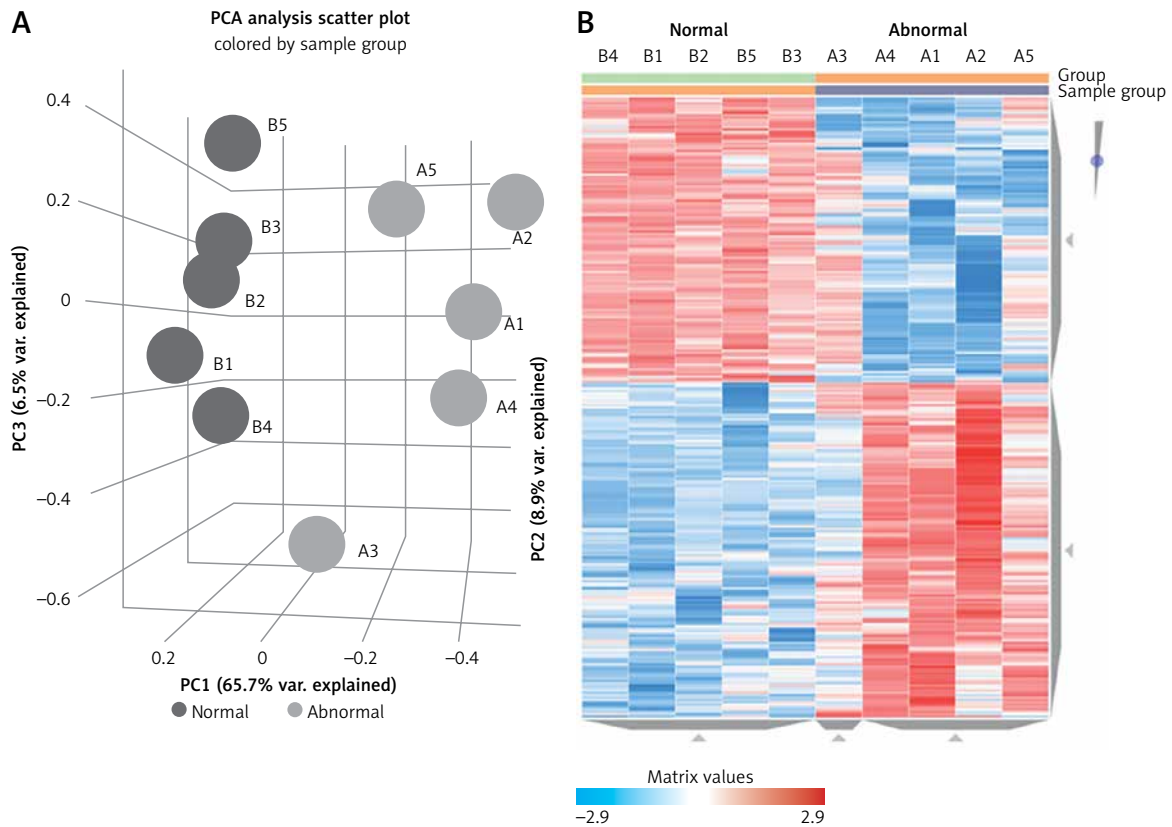 A
PCA analysis scatter plot
colored by sample group
0.4
0.2
0
−0.2
−0.4
−0.6
PC3 (6.5% var. explained)
B5
B3
B2
B1
B4
A5
A2
A1
A4
A3
PC2 (8.9% var. explained)
0.2 0 −0.2 −0.4
PC1 (65.7% var. explained)
Normal Abnormal
B
Normal Abnormal
B4 B1 B2 B5 B3 A3 A4 A1 A2 A5
Group
Sample group
Matrix values
−2.9 2.9